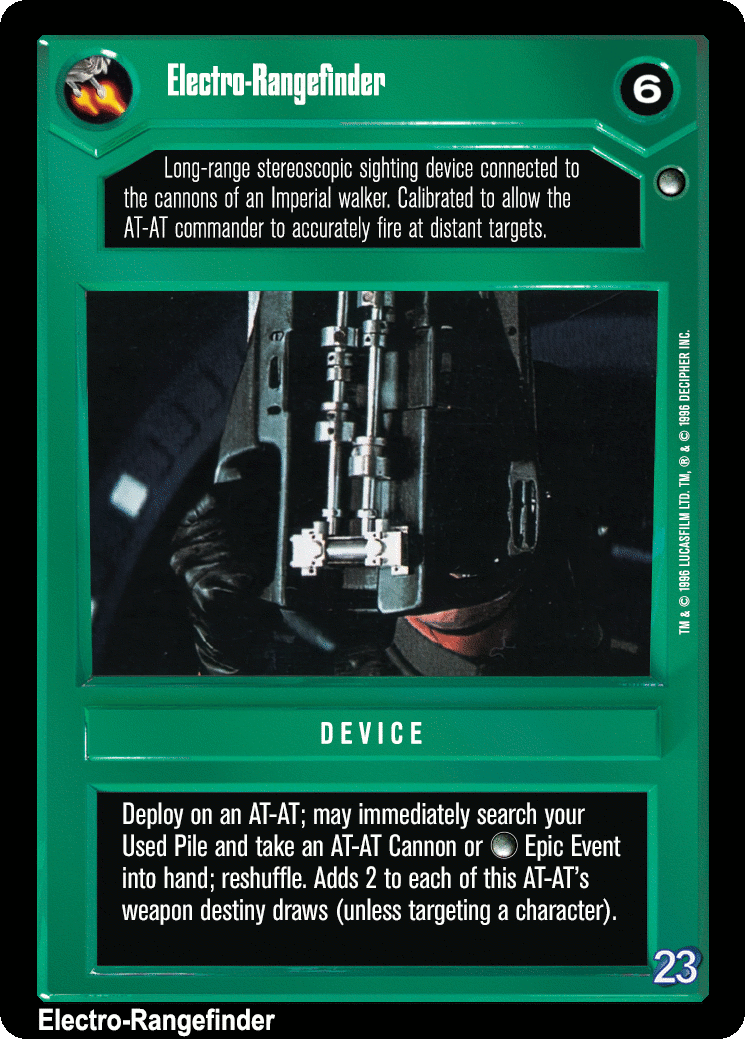 Electro-Rangefinder
6
Long-range stereoscopic sighting device connected to
the cannons of an Imperial walker. Calibrated to allow the
AT-AT commander to accurately fire at distant targets.
TM & © 1996 LUCASFILM LTD. TM, ® & © 1996 DECIPHER INC.
DEVICE
Deploy on an AT-AT; may immediately search your
Used Pile and take an AT-AT Cannon or Epic Event
into hand; reshuffle. Adds 2 to each of this AT-AT's
weapon destiny draws (unless targeting a character).
23
Electro-Rangefinder